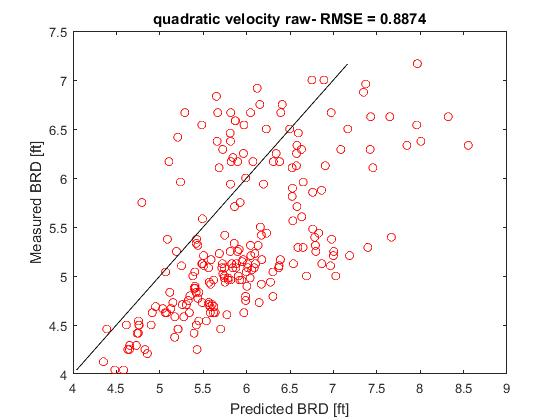 quadratic velocity raw- RMSE = 0.8874
7.5
7
6.5
6
5.5
5
4.5
4
Measured BRD [ft]
4 4.5 5 5.5 6 6.5 7 7.5 8 8.5 9
Predicted BRD [ft]